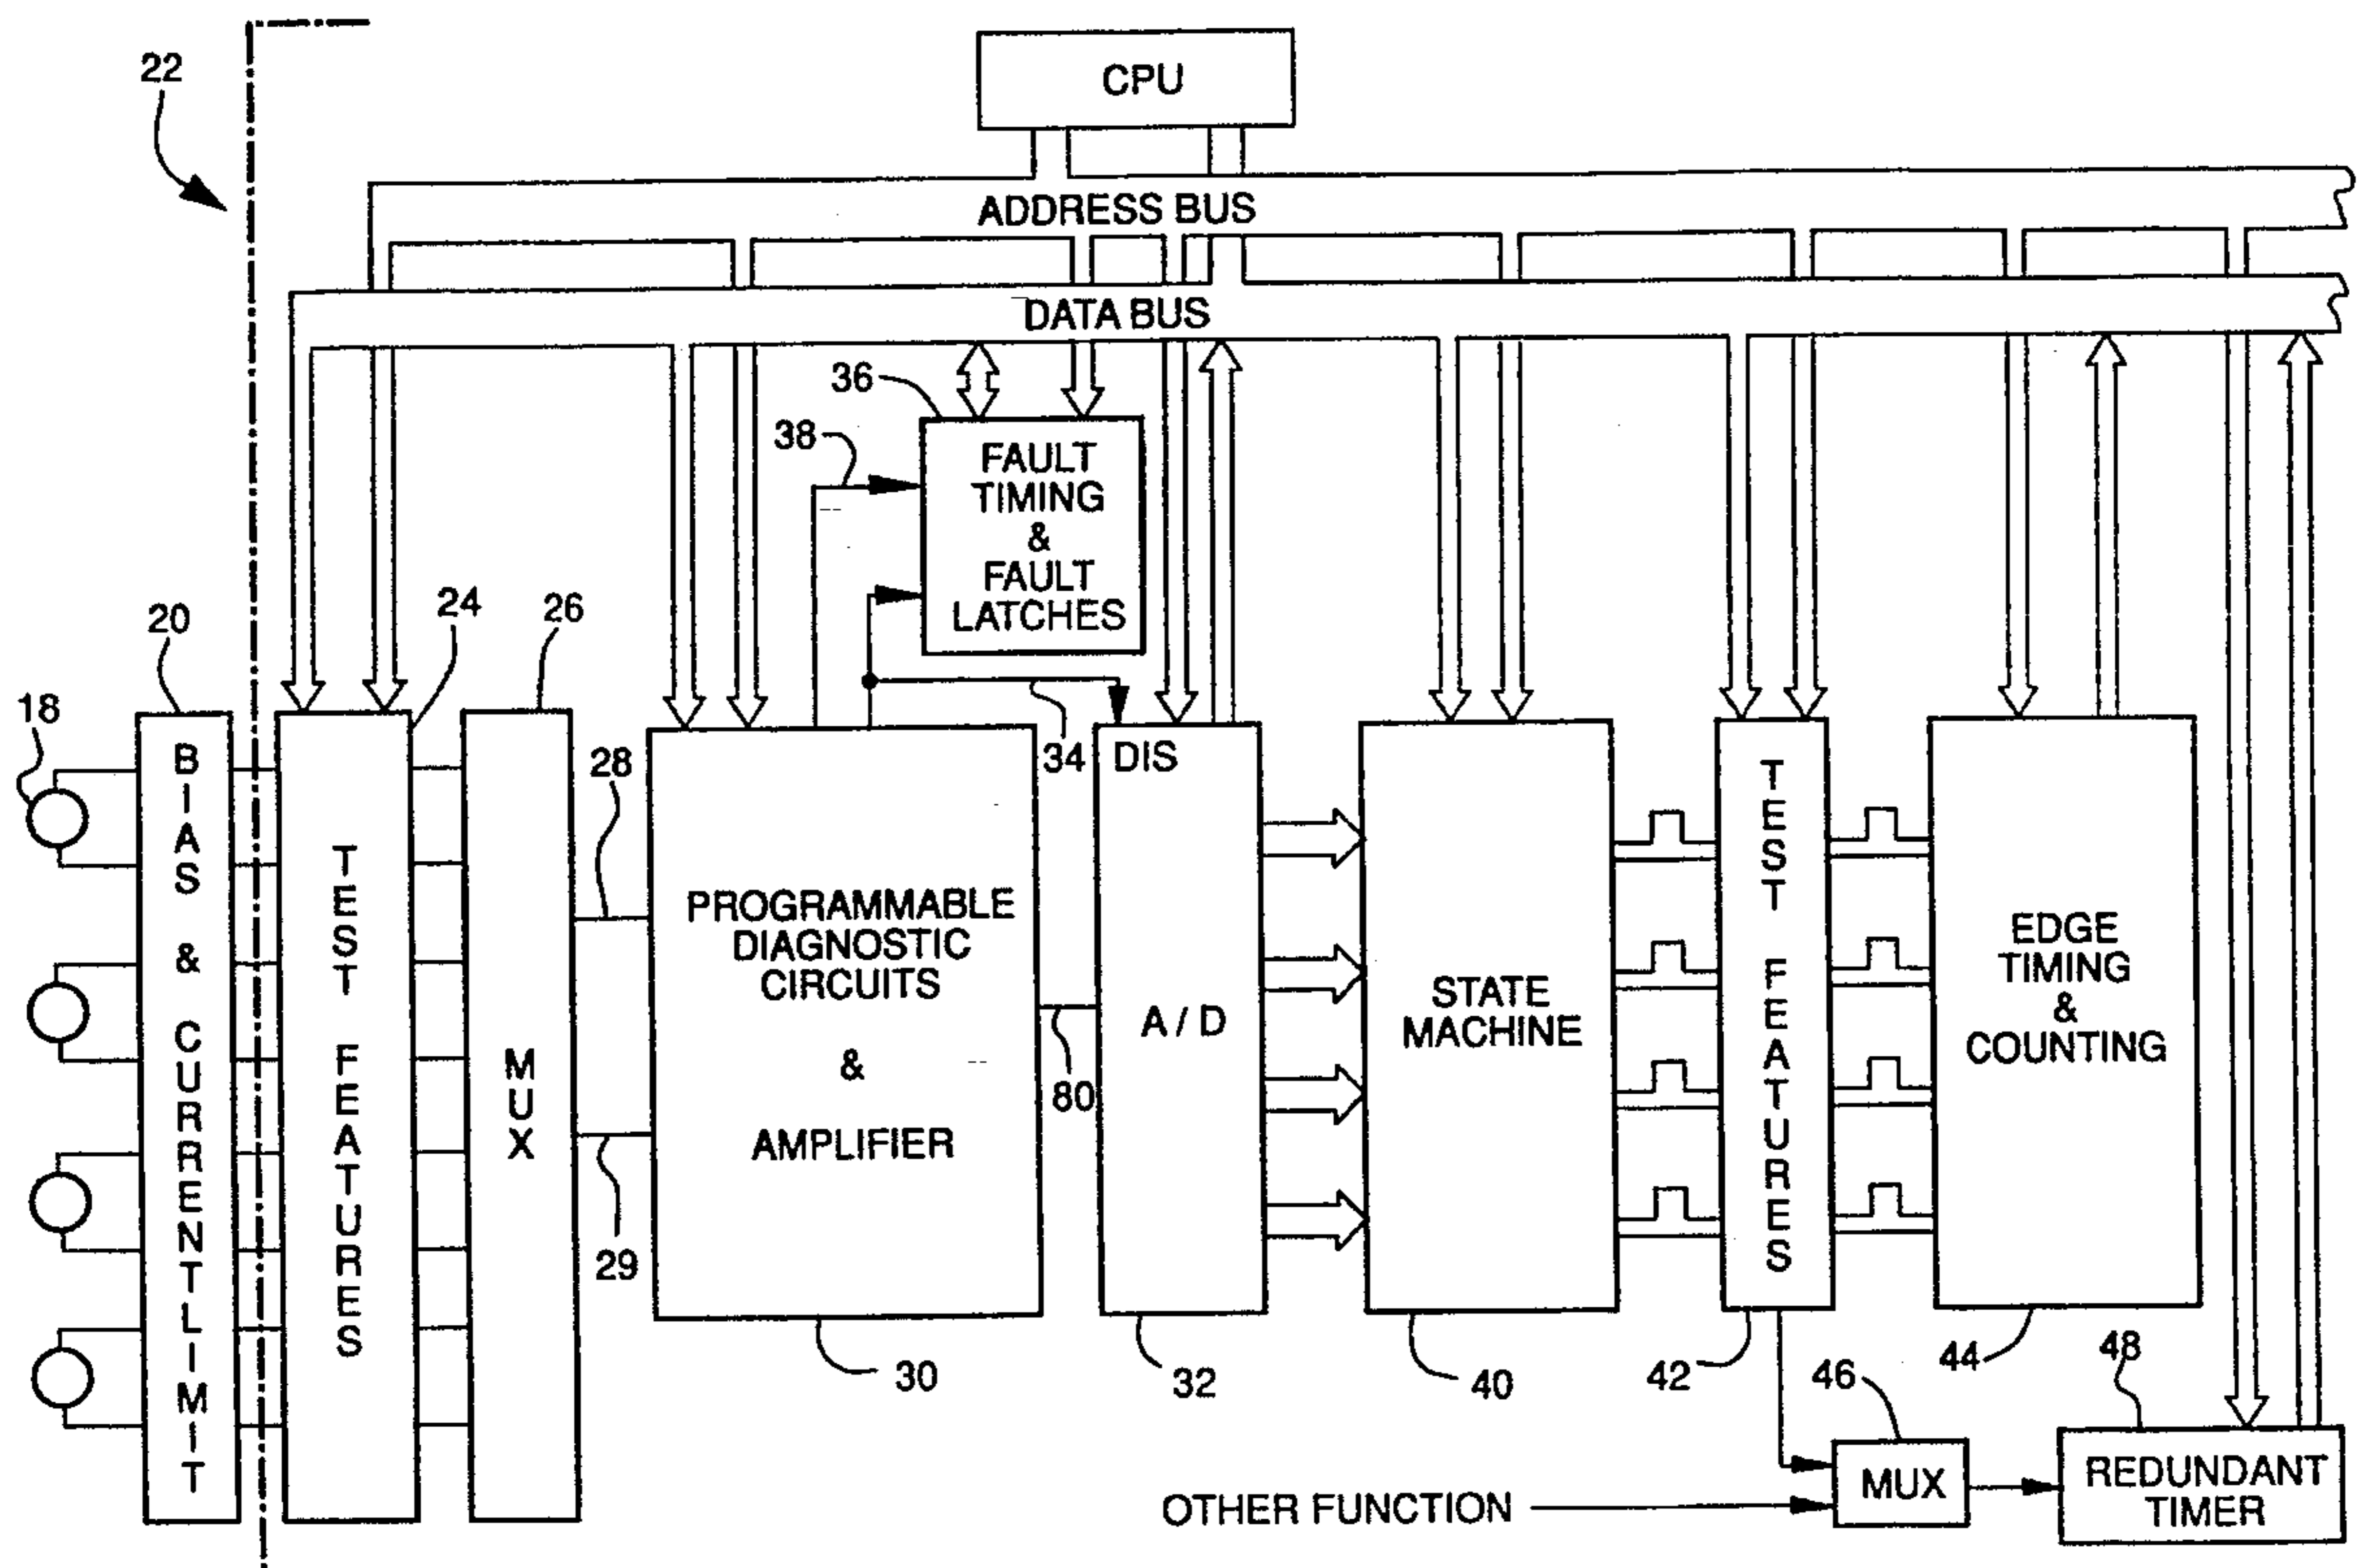 22
CPU
ADDRESS BUS
DATA BUS
36
38
FAULT
TIMING
&
FAULT
LATCHES
20
24
26
18
34
DIS
28
BIAS & CURRENT LIMIT
TEST FEATURES
MUX
PROGRAMMABLE
DIAGNOSTIC
CIRCUITS
&
AMPLIFIER
80
A / D
STATE
MACHINE
TEST FEATURES
EDGE
TIMING
&
COUNTING
29
30
32
40
42
44
46
48
OTHER FUNCTION
MUX
REDUNDANT
TIMER